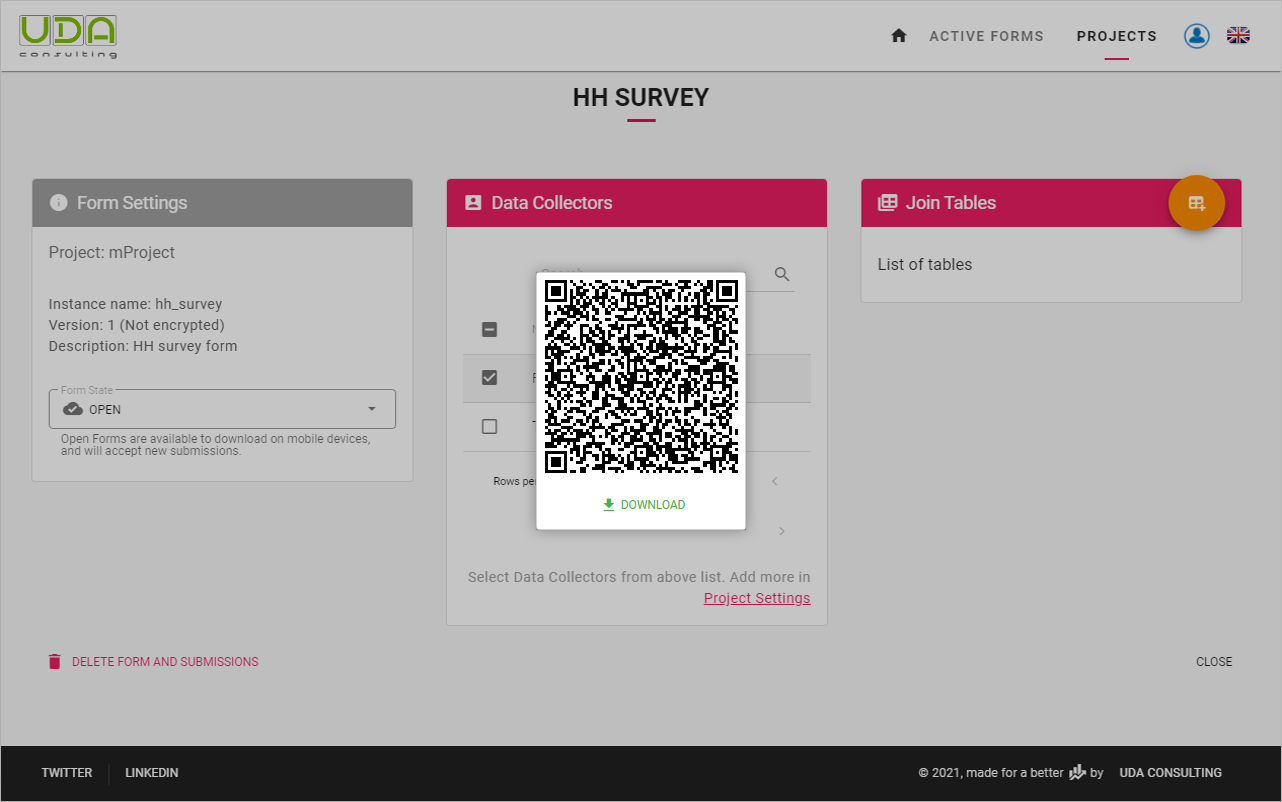 UDA
consulting
ACTIVE FORMS
PROJECTS
HH SURVEY
Form Settings
Project: mProject
Instance name: hh_survey
Version: 1 (Not encrypted)
Description: HH survey form
Form State
OPEN
Open Forms are available to download on mobile devices,
and will accept new submissions.
Data Collectors
Search
Rows
DOWNLOAD
Select Data Collectors from above list. Add more in
Project Settings
Join Tables
List of tables
DELETE FORM AND SUBMISSIONS
CLOSE
TWITTER
LINKEDIN
© 2021, made for a better by UDA CONSULTING